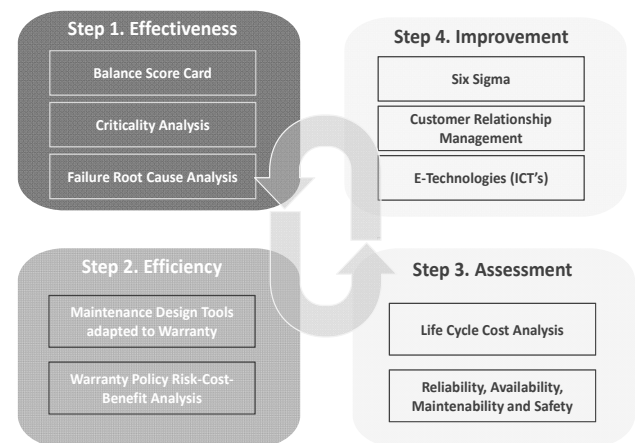 Step 1. Effectiveness
Balance Score Card
Criticality Analysis
Failure Root Cause Analysis
Step 4. Improvement
Six Sigma
Customer Relationship
Management
E-Technologies (ICT's)
Step 2. Efficiency
Maintenance Design Tools
adapted to Warranty
Warranty Policy Risk-Cost-
Benefit Analysis
Step 3. Assessment
Life Cycle Cost Analysis
Reliability, Availability,
Maintenability and Safety